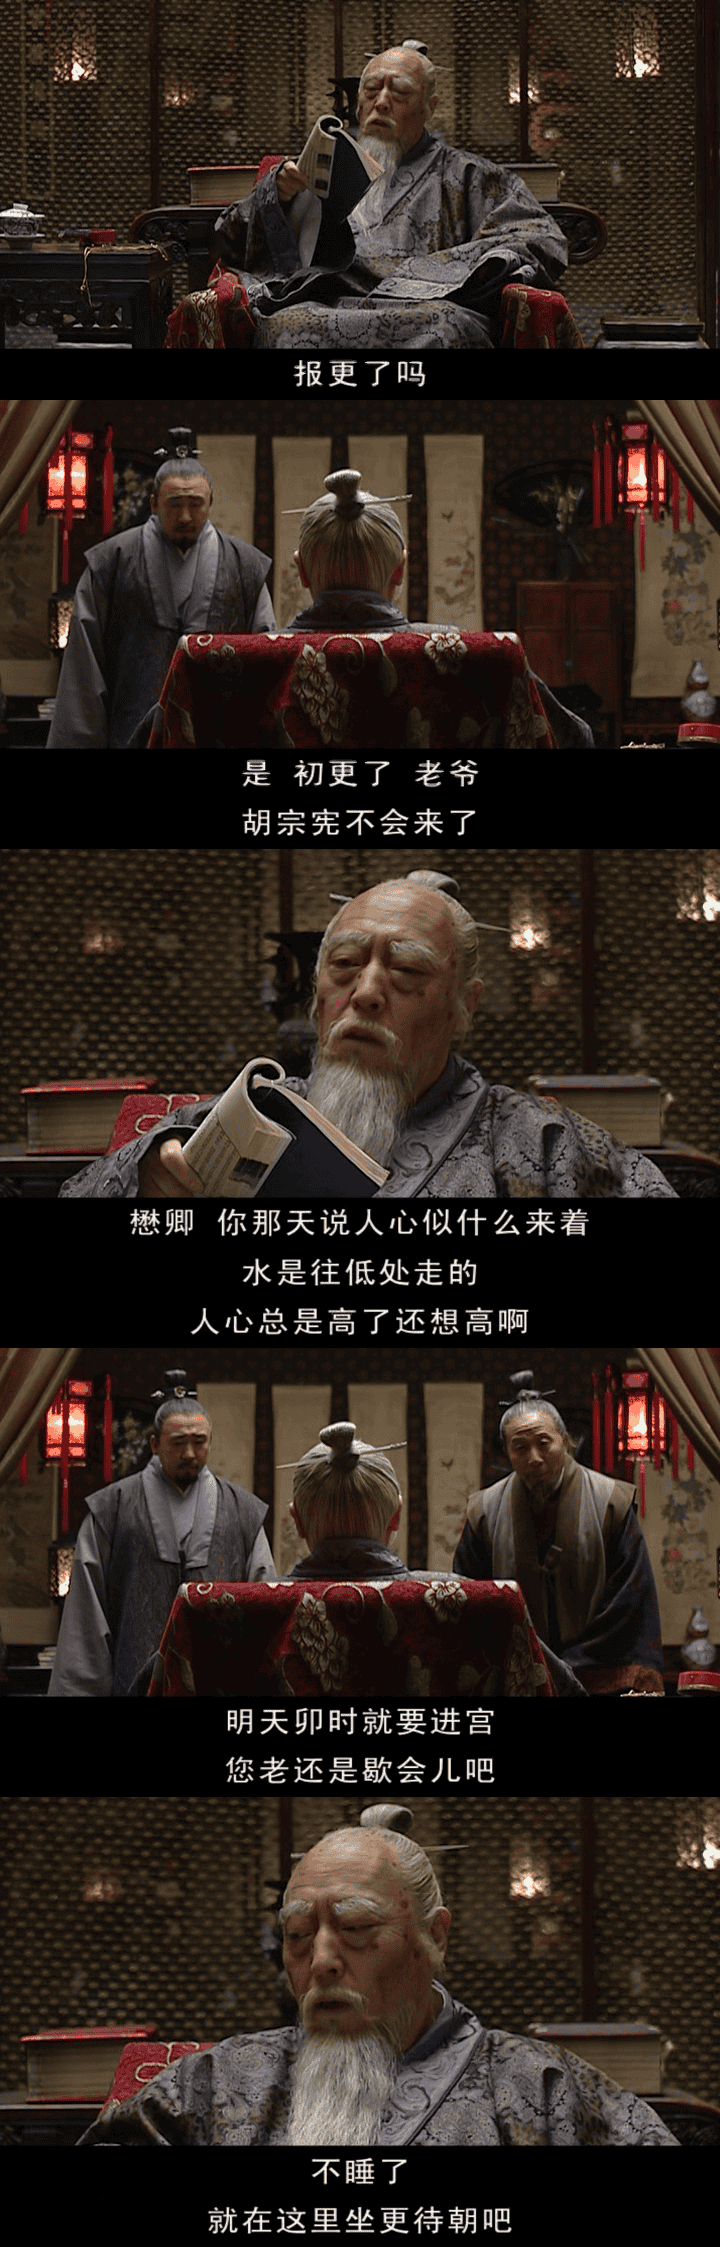 报更了吗
是 初更了 老爷
胡宗宪不会来了
懋卿 你那天说人心似什么来着
水是往低处走的
人心总是高了还想高啊
明天卯时就要进宫
您老还是歇会儿吧
不睡了
就在这里坐更待朝吧